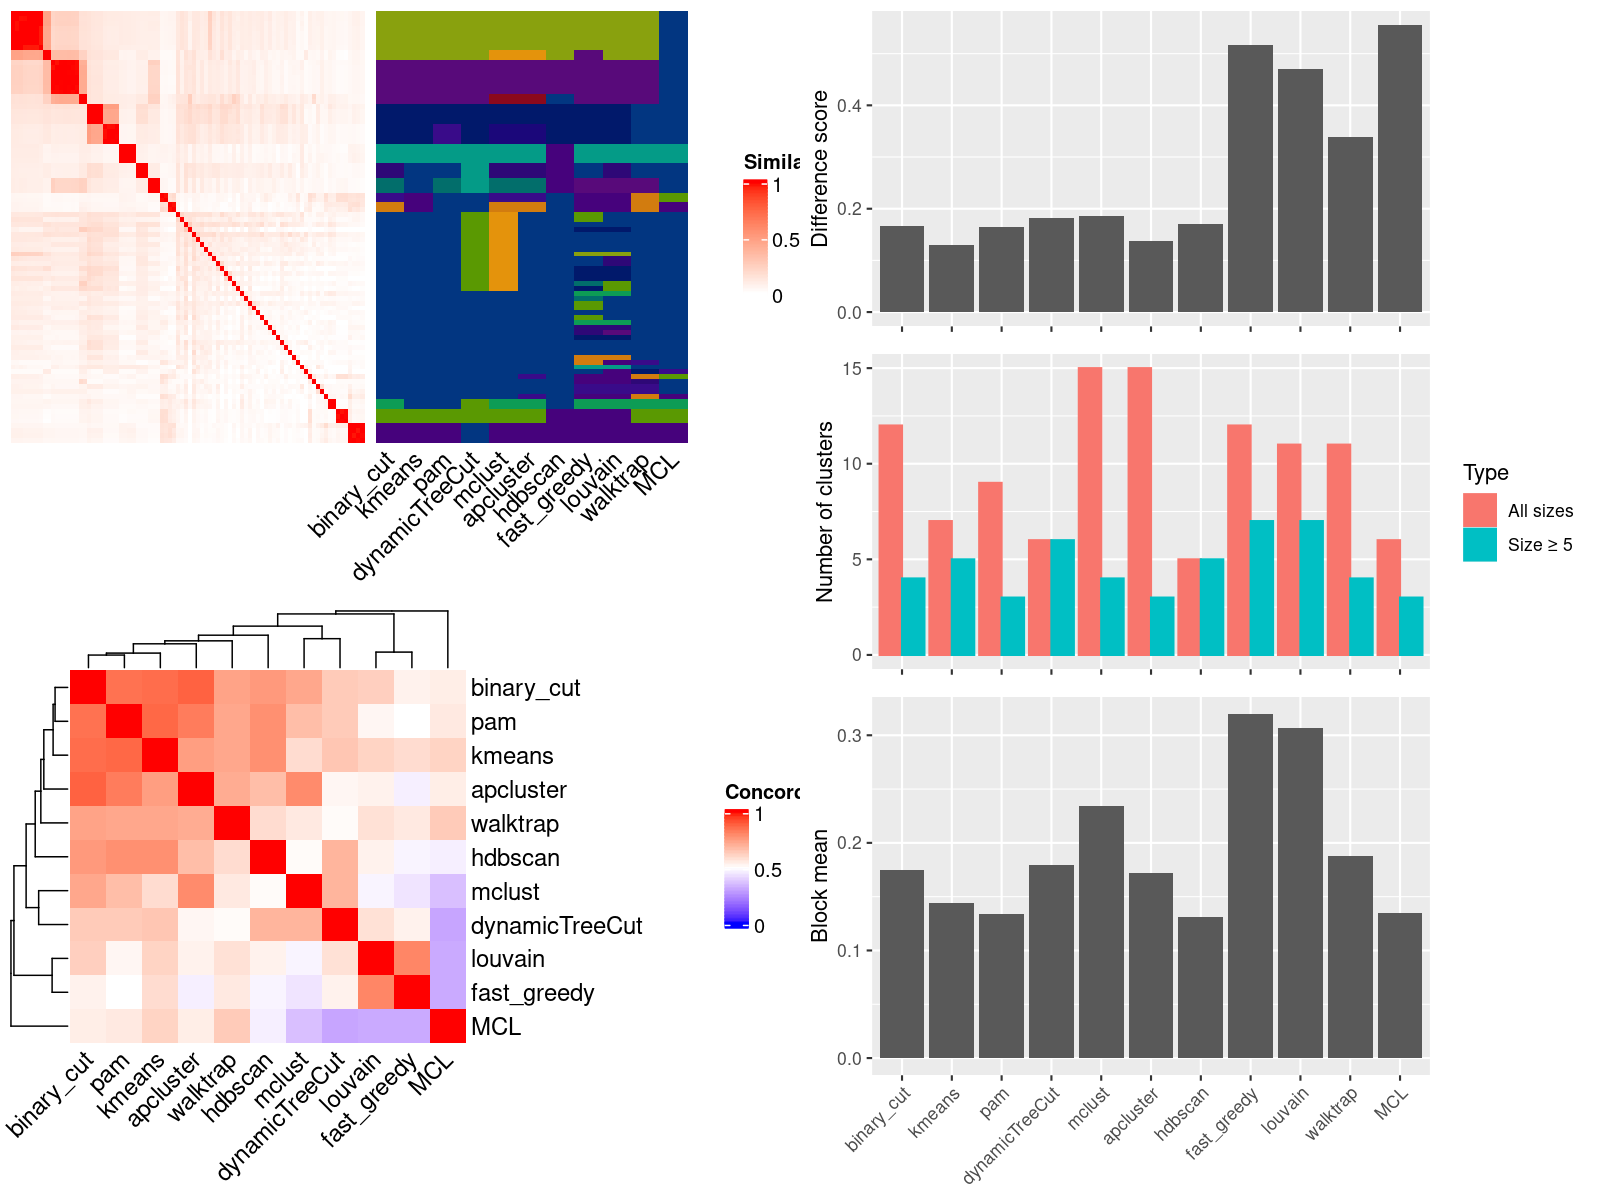 Simila
1
0.5
0
binary_cut
kmeans
pam
dynamicTreeCut
mclust
apcluster
hdbscan
fast_greedy
louvain
walktrap
MCL
binary_cut
pam
kmeans
apcluster
walktrap
hdbscan
mclust
dynamicTreeCut
louvain
fast_greedy
MCL
Concord
1
0.5
0
binary_cut
pam
kmeans
apcluster
walktrap
hdbscan
mclust
dynamicTreeCut
louvain
fast_greedy
MCL
Difference score
0.4
0.2
0.0
Number of clusters
15
10
5
0
Type
All sizes
Size ≥ 5
Block mean
0.3
0.2
0.1
0.0
binary_cut
kmeans
pam
dynamicTreeCut
mclust
apcluster
hdbscan
fast_greedy
louvain
walktrap
MCL